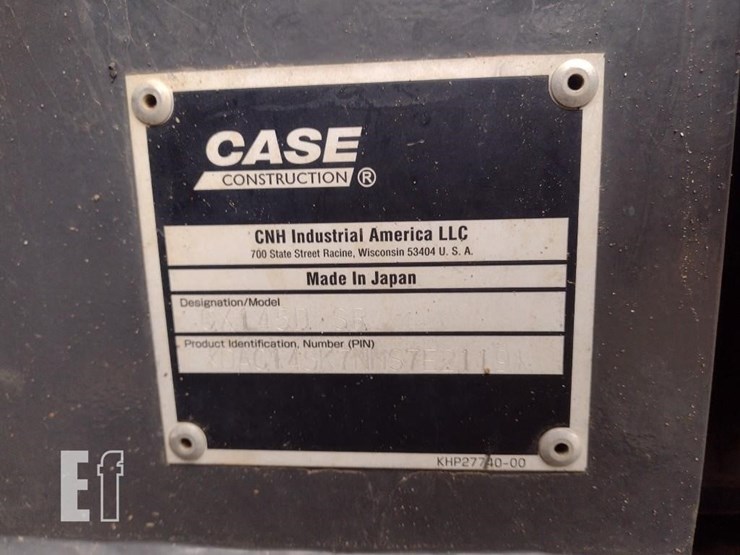 CASE
CONSTRUCTION ®
CNH Industrial America LLC
700 State Street Racine, Wisconsin 53404 U. S. A.
Made In Japan
Designation/Model
Product Identification, Number (PIN)
KHP27740-00
Ef